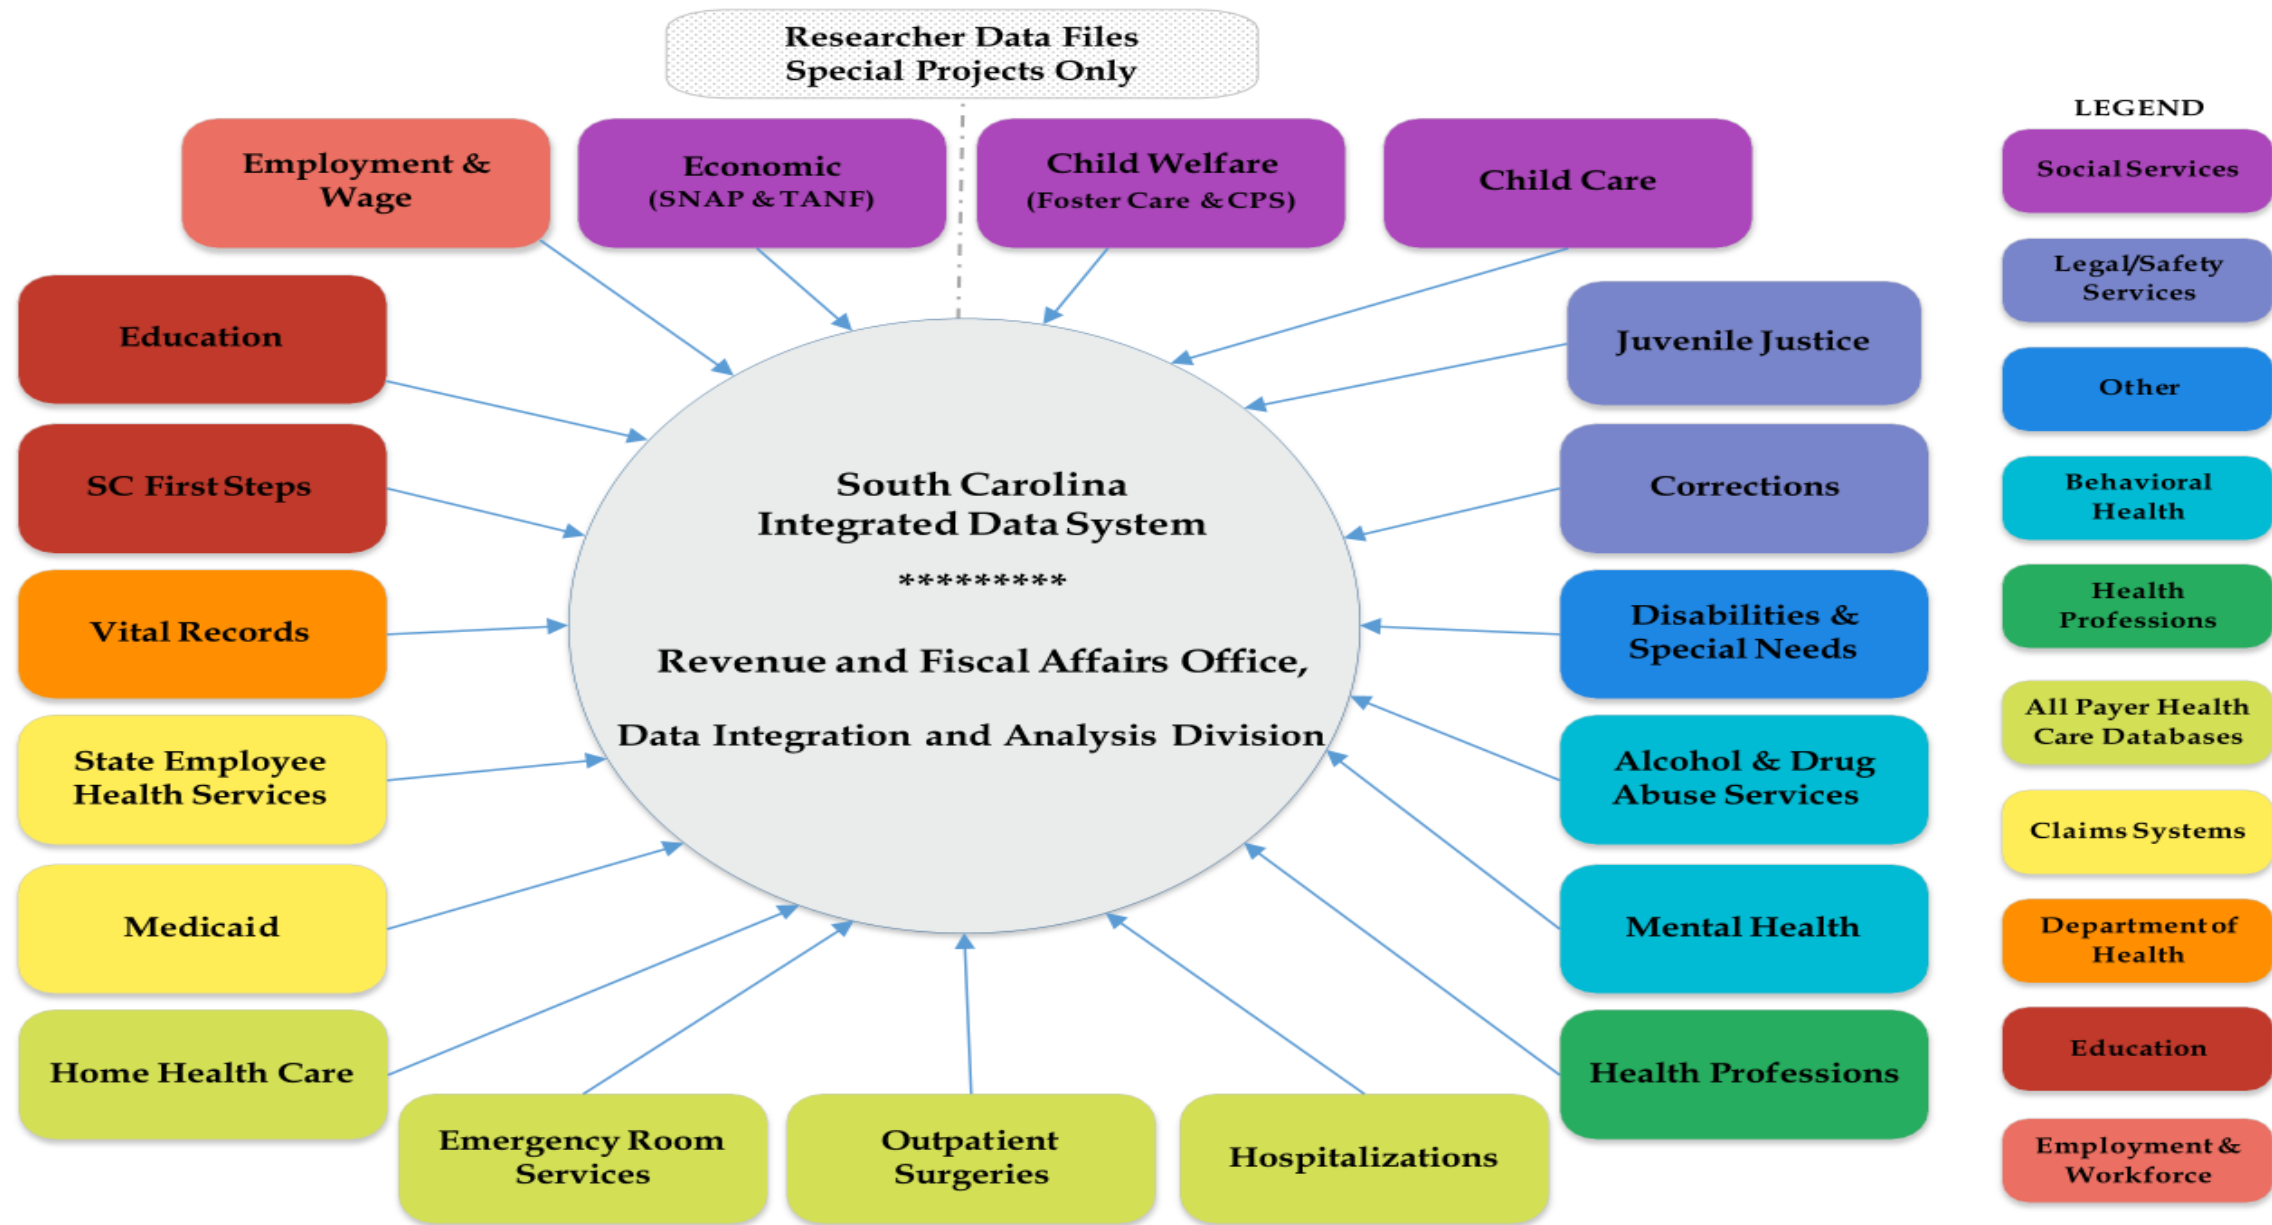 Researcher Data Files
Special Projects Only
Employment &
Wage
Economic
(SNAP & TANF)
Child Welfare
(Foster Care & CPS)
Child Care
Education
SC First Steps
Vital Records
State Employee
Health Services
Medicaid
Home Health Care
Emergency Room
Services
Outpatient
Surgeries
Hospitalizations
South Carolina
Integrated Data System
*********
Revenue and Fiscal Affairs Office,
Data Integration and Analysis Division
Juvenile Justice
Corrections
Disabilities &
Special Needs
Alcohol & Drug
Abuse Services
Mental Health
Health Professions
LEGEND
Social Services
Legal/Safety
Services
Other
Behavioral
Health
Health
Professions
All Payer Health
Care Databases
Claims Systems
Department of
Health
Education
Employment &
Workforce